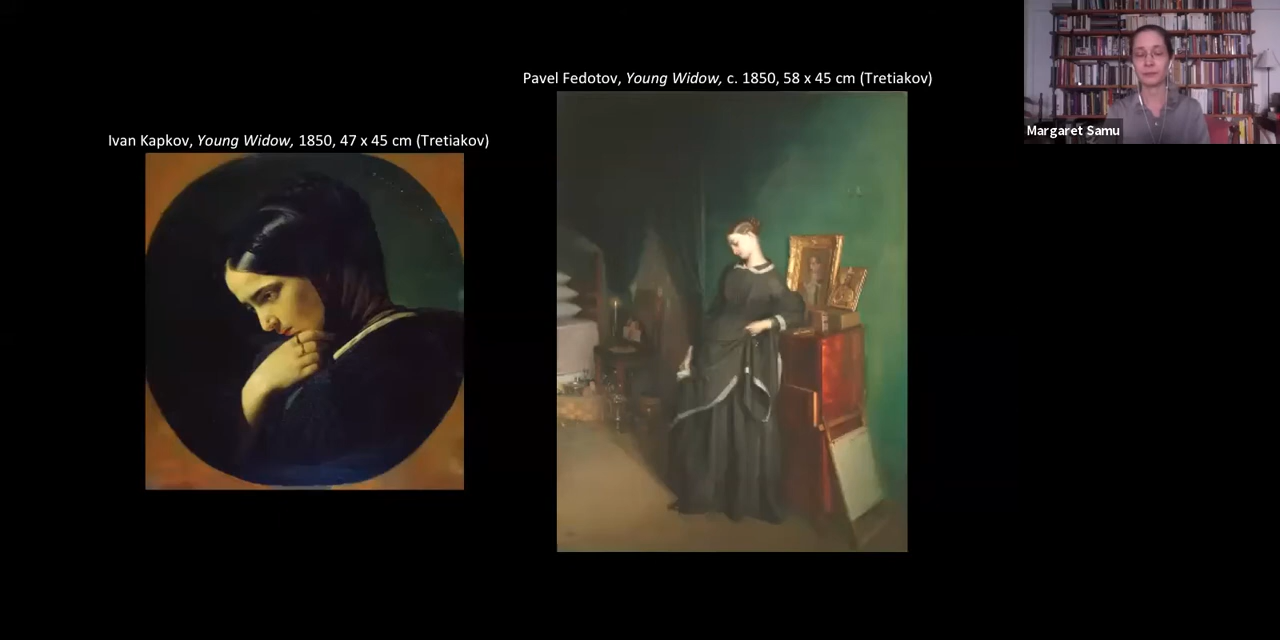 Pavel Fedotov, Young Widow, c. 1850, 58 x 45 cm (Tretiakov)
Ivan Kapkov, Young Widow, 1850, 47 x 45 cm (Tretiakov)
Margaret Samu